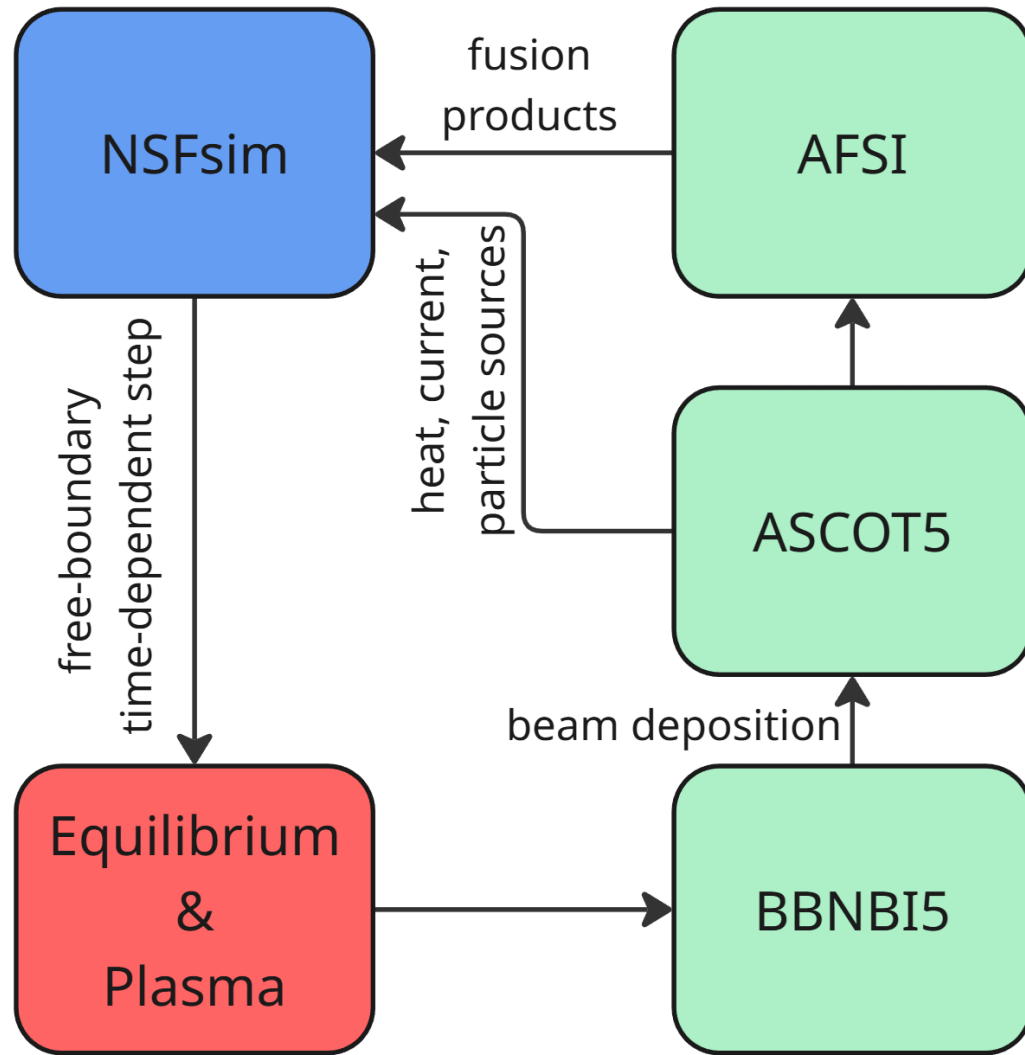 NSFsim
fusion
products
AFSI
heat, current,
particle sources
free-boundary
time-dependent step
ASCOT5
beam deposition
Equilibrium
&
Plasma
BBNBI5